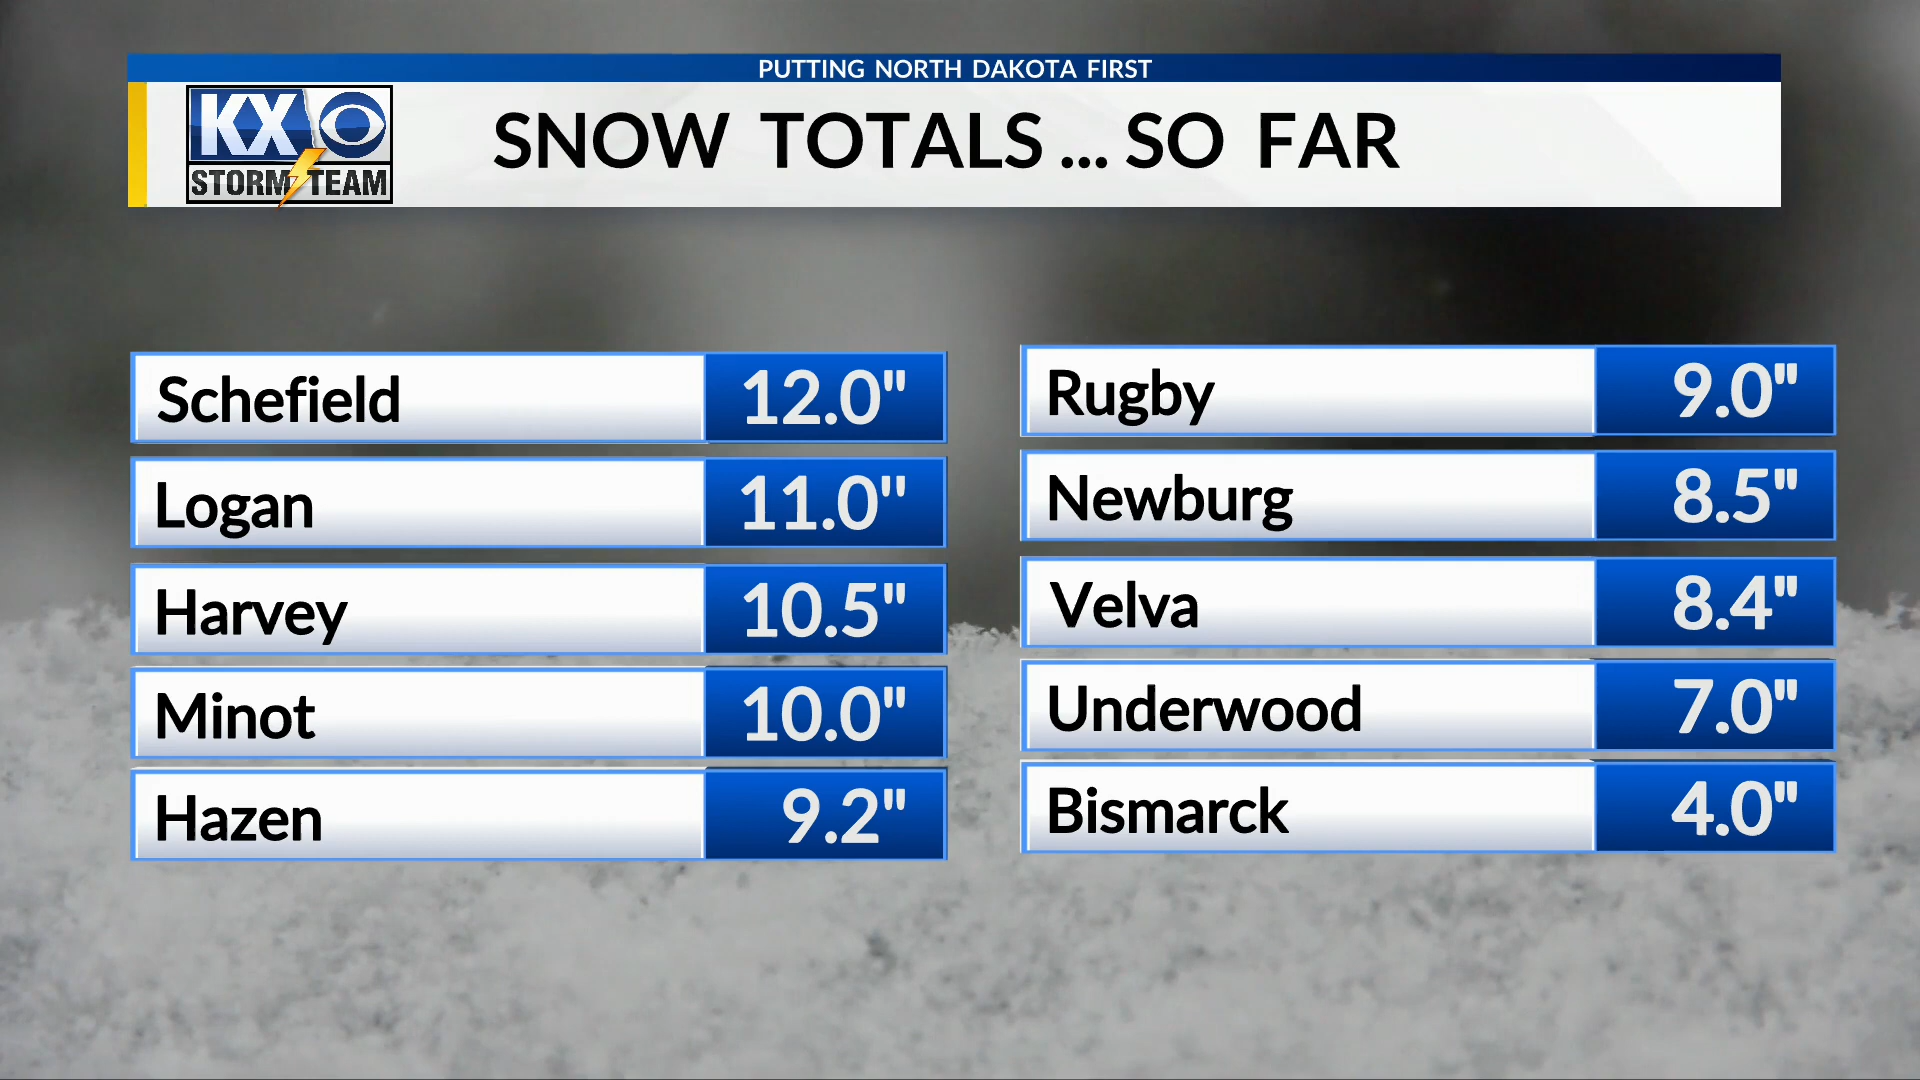 PUTTING NORTH DAKOTA FIRST
KX
STORM TEAM
SNOW TOTALS ... SO FAR
Schefield 12.0"
Logan 11.0"
Harvey 10.5"
Minot 10.0"
Hazen 9.2"
Rugby 9.0"
Newburg 8.5"
Velva 8.4"
Underwood 7.0"
Bismarck 4.0"